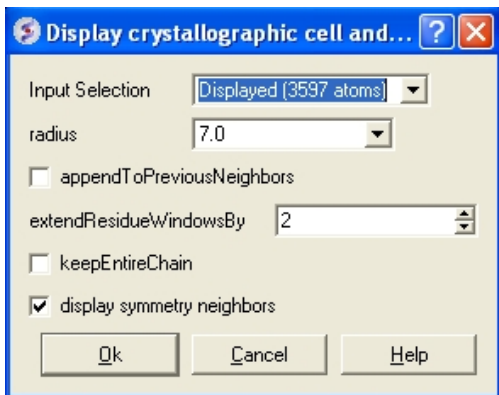 Display crystallographic cell and...
Input Selection Displayed (3597 atoms)
radius 7.0
appendToPreviousNeighbors
extendResidueWindowsBy 2
keepEntireChain
display symmetry neighbors
Ok Cancel Help